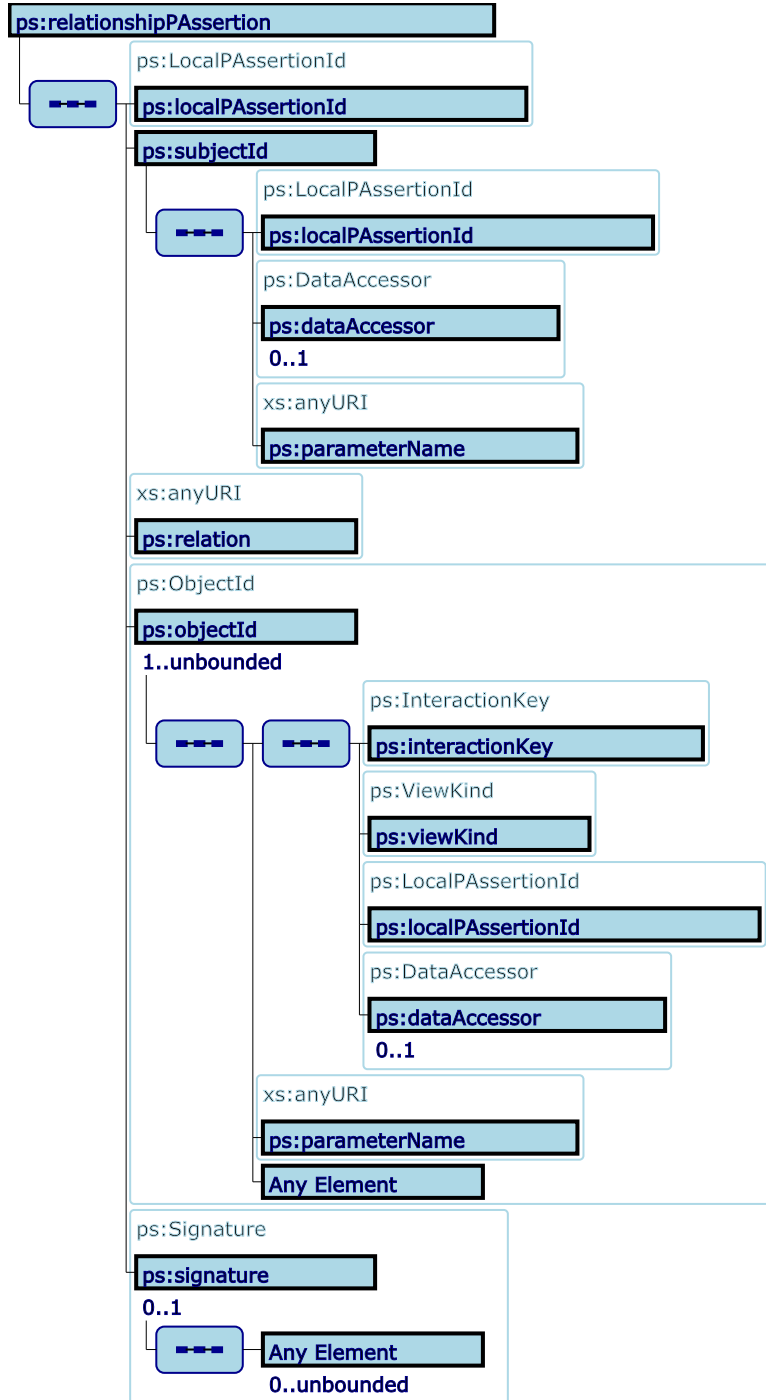 ps:relationshipPAssertion
ps:LocalPAssertionId
ps:localPAssertionId
ps:subjectId
ps:LocalPAssertionId
ps:localPAssertionId
ps:DataAccessor
ps:dataAccessor
0..1
xs:anyURI
ps:parameterName
xs:anyURI
ps:relation
ps:ObjectId
ps:objectId
1..unbounded
ps:InteractionKey
ps:interactionKey
ps:ViewKind
ps:viewKind
ps:LocalPAssertionId
ps:localPAssertionId
ps:DataAccessor
ps:dataAccessor
0..1
xs:anyURI
ps:parameterName
Any Element
ps:Signature
ps:signature
0..1
Any Element
0..unbounded